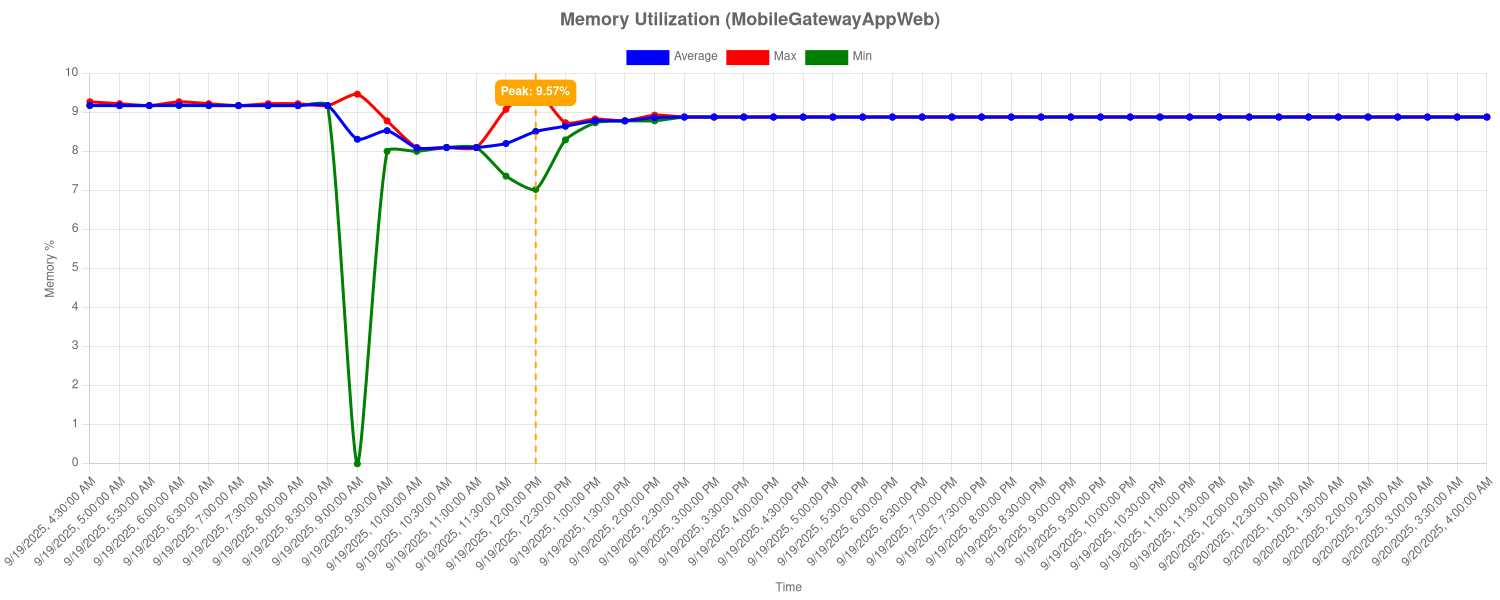 Memory Utilization (MobileGatewayAppWeb)
Average Max Min
Peak: 9.57%
10
9
8
7
6
5
4
3
2
1
0
Memory %
9/19/2025, 4:30:00 AM
9/19/2025, 5:00:00 AM
9/19/2025, 5:30:00 AM
9/19/2025, 6:00:00 AM
9/19/2025, 6:30:00 AM
9/19/2025, 7:00:00 AM
9/19/2025, 7:30:00 AM
9/19/2025, 8:00:00 AM
9/19/2025, 8:30:00 AM
9/19/2025, 9:00:00 AM
9/19/2025, 9:30:00 AM
9/19/2025, 10:00:00 AM
9/19/2025, 10:30:00 AM
9/19/2025, 11:00:00 AM
9/19/2025, 11:30:00 AM
9/19/2025, 12:00:00 PM
9/19/2025, 12:30:00 PM
9/19/2025, 1:00:00 PM
9/19/2025, 1:30:00 PM
9/19/2025, 2:00:00 PM
9/19/2025, 2:30:00 PM
9/19/2025, 3:00:00 PM
9/19/2025, 3:30:00 PM
9/19/2025, 4:00:00 PM
9/19/2025, 4:30:00 PM
9/19/2025, 5:00:00 PM
9/19/2025, 5:30:00 PM
9/19/2025, 6:00:00 PM
9/19/2025, 6:30:00 PM
9/19/2025, 7:00:00 PM
9/19/2025, 7:30:00 PM
9/19/2025, 8:00:00 PM
9/19/2025, 8:30:00 PM
9/19/2025, 9:00:00 PM
9/19/2025, 9:30:00 PM
9/19/2025, 10:00:00 PM
9/19/2025, 10:30:00 PM
9/19/2025, 11:00:00 PM
9/19/2025, 11:30:00 PM
9/20/2025, 12:00:00 AM
9/20/2025, 12:30:00 AM
9/20/2025, 1:00:00 AM
9/20/2025, 1:30:00 AM
9/20/2025, 2:00:00 AM
9/20/2025, 2:30:00 AM
9/20/2025, 3:00:00 AM
9/20/2025, 3:30:00 AM
9/20/2025, 4:00:00 AM
Time